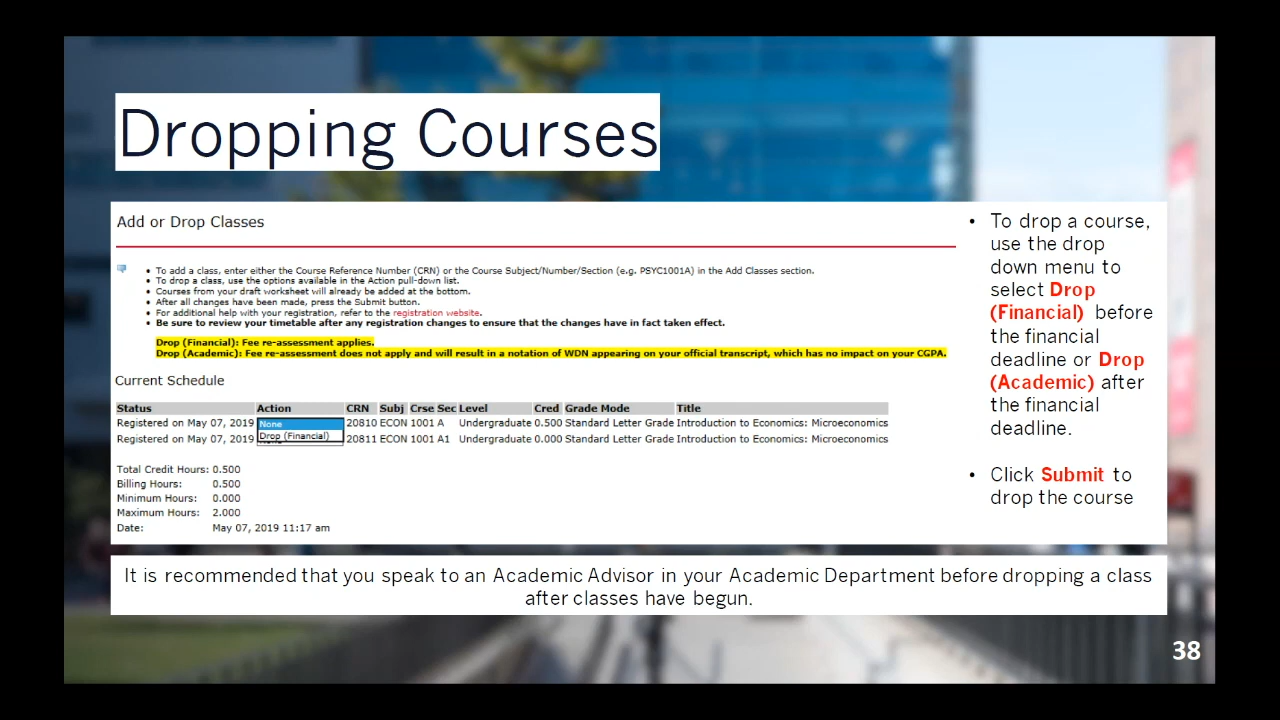 Dropping Courses
Add or Drop Classes
• To add a class, enter either the Course Reference Number (CRN) or the Course Subject/Number/Section (e.g. PSYC1001A) in the Add Classes section.
• To drop a class, use the options available in the Action pull-down list.
• Courses from your draft worksheet will already be added at the bottom.
• After all changes have been made, press the Submit button.
• For additional help with your registration, refer to the registration website.
• Be sure to review your timetable after any registration changes to ensure that the changes have in fact taken effect.
Drop (Financial): Fee re-assessment applies.
Drop (Academic): Fee re-assessment does not apply and will result in a notation of WDN appearing on your official transcript, which has no impact on your CGPA.
Current Schedule
Status Action CRN Subj Crse Sec Level Cred Grade Mode Title
Registered on May 07, 2019 None 20810 ECON 1001 A Undergraduate 0.500 Standard Letter Grade Introduction to Economics: Microeconomics
Drop (Financial)
Registered on May 07, 2019 20811 ECON 1001 A1 Undergraduate 0.000 Standard Letter Grade Introduction to Economics: Microeconomics
Total Credit Hours: 0.500
Billing Hours: 0.500
Minimum Hours: 0.000
Maximum Hours: 2.000
Date: May 07, 2019 11:17 am
• To drop a course,
use the drop
down menu to
select Drop
(Financial) before
the financial
deadline or Drop
(Academic) after
the financial
deadline.
• Click Submit to
drop the course
It is recommended that you speak to an Academic Advisor in your Academic Department before dropping a class
after classes have begun.
38